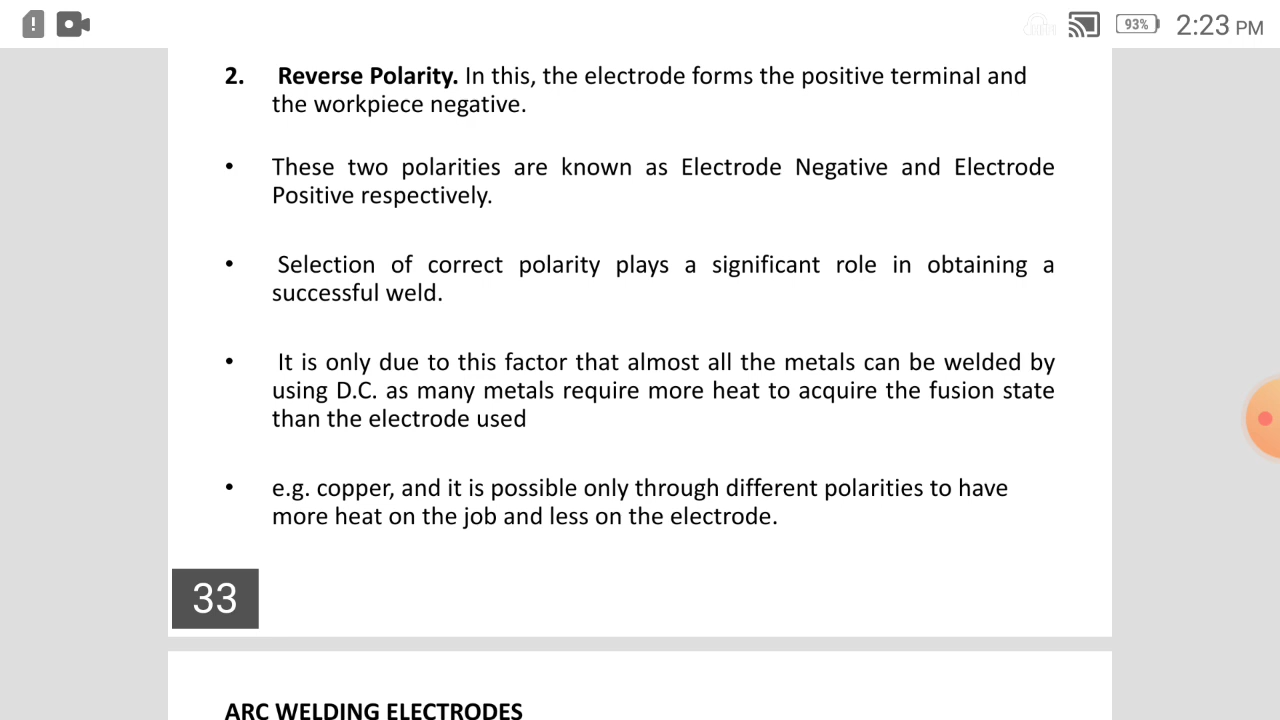 93% 2:23 PM
2. Reverse Polarity. In this, the electrode forms the positive terminal and
the workpiece negative.
• These two polarities are known as Electrode Negative and Electrode
Positive respectively.
• Selection of correct polarity plays a significant role in obtaining a
successful weld.
• It is only due to this factor that almost all the metals can be welded by
using D.C. as many metals require more heat to acquire the fusion state
than the electrode used
• e.g. copper, and it is possible only through different polarities to have
more heat on the job and less on the electrode.
33
ARC WELDING ELECTRODES